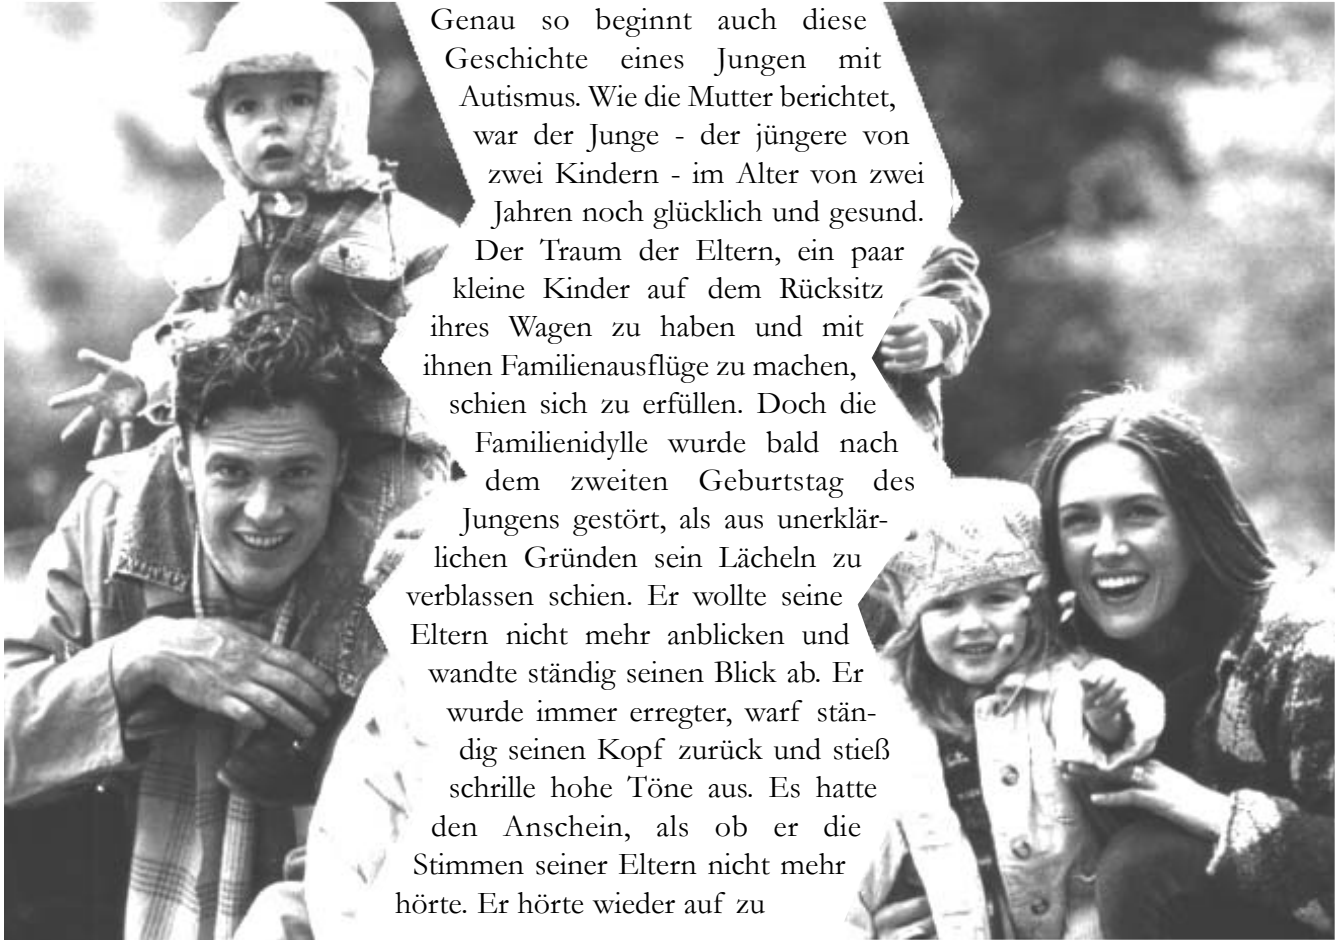 Genau so beginnt auch diese
Geschichte eines Jungen mit
Autismus. Wie die Mutter berichtet,
war der Junge - der jüngere von
zwei Kindern - im Alter von zwei
Jahren noch glücklich und gesund.
Der Traum der Eltern, ein paar
kleine Kinder auf dem Rücksitz
ihres Wagen zu haben und mit
ihnen Familienausflüge zu machen,
schien sich zu erfüllen. Doch die
Familienidylle wurde bald nach
dem zweiten Geburtstag des
Jungens gestört, als aus unerklär-
lichen Gründen sein Lächeln zu
verblassen schien. Er wollte seine
Eltern nicht mehr anblicken und
wandte ständig seinen Blick ab. Er
wurde immer erregter, warf stän-
dig seinen Kopf zurück und stieß
schrille hohe Töne aus. Es hatte
den Anschein, als ob er die
Stimmen seiner Eltern nicht mehr
hörte. Er hörte wieder auf zu